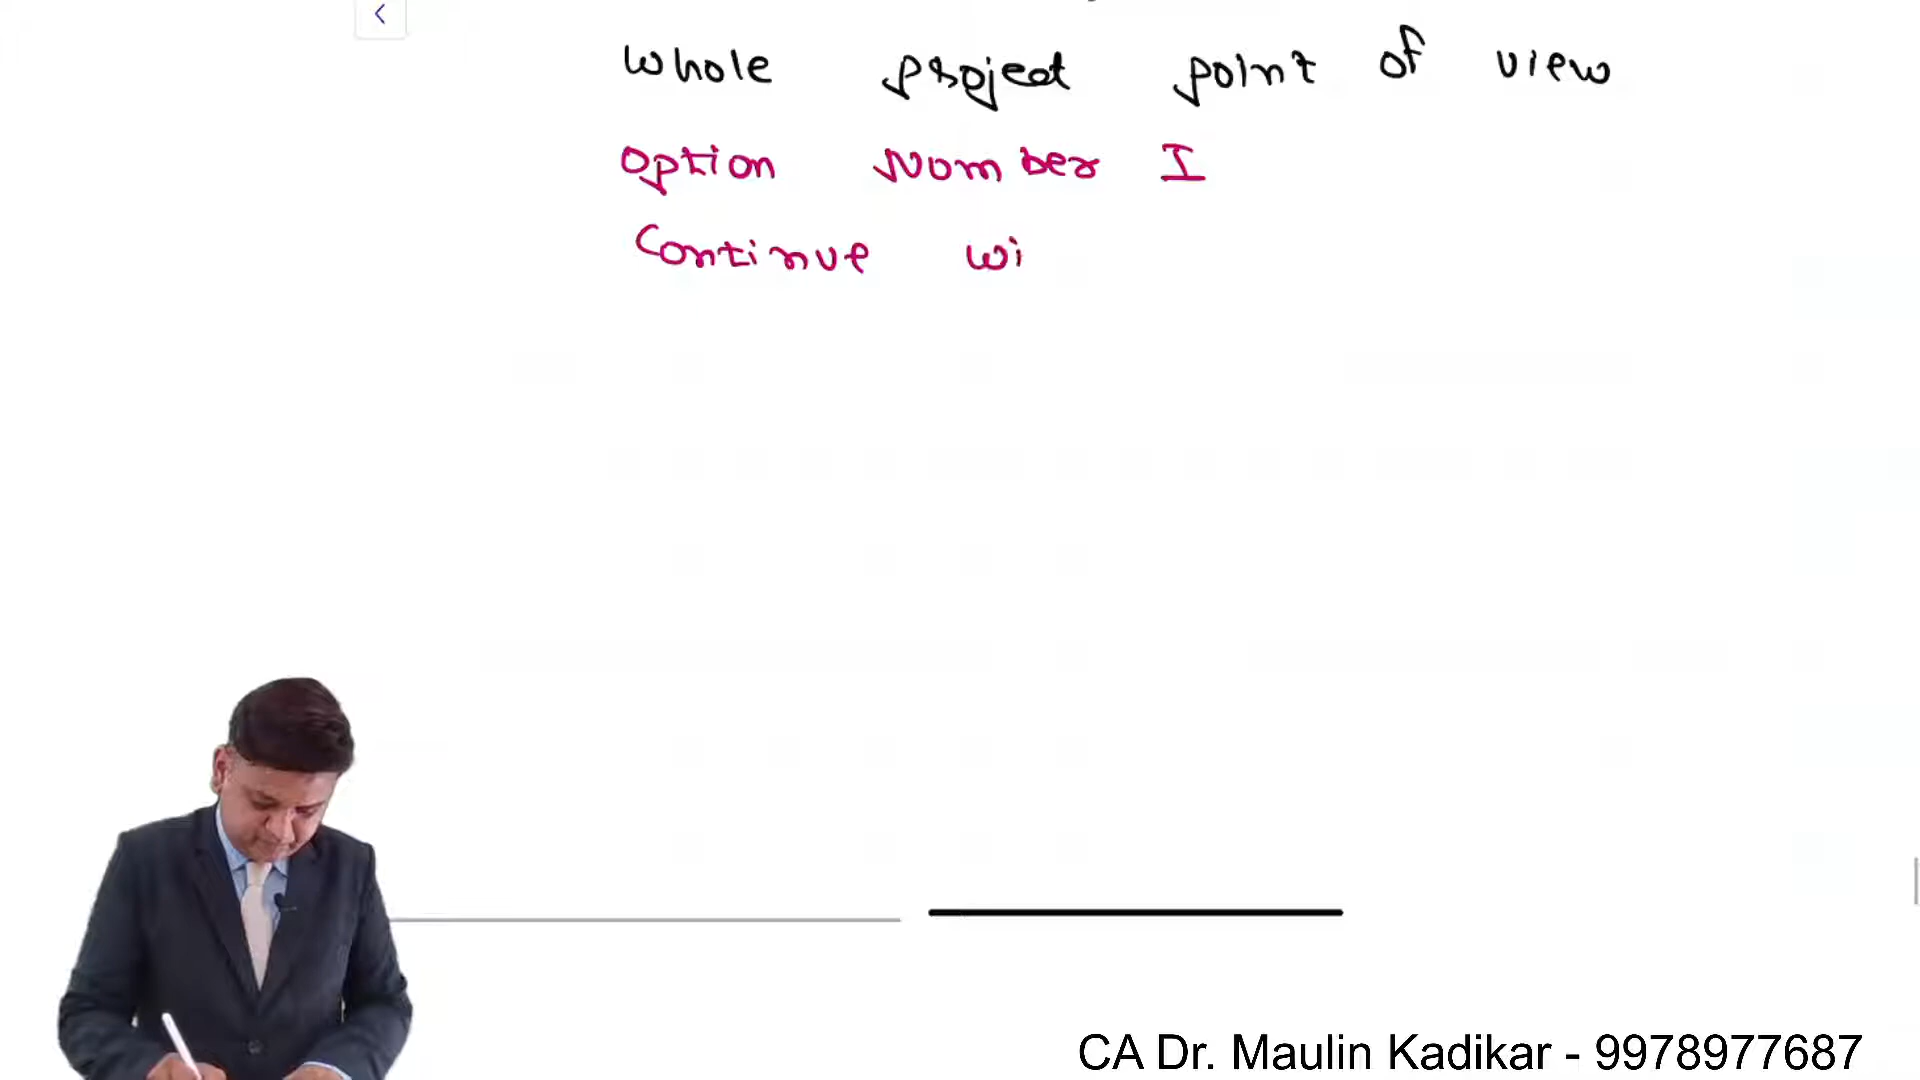 Whole project point of view
Option Number I
Continue wi
CA Dr. Maulin Kadikar - 9978977687